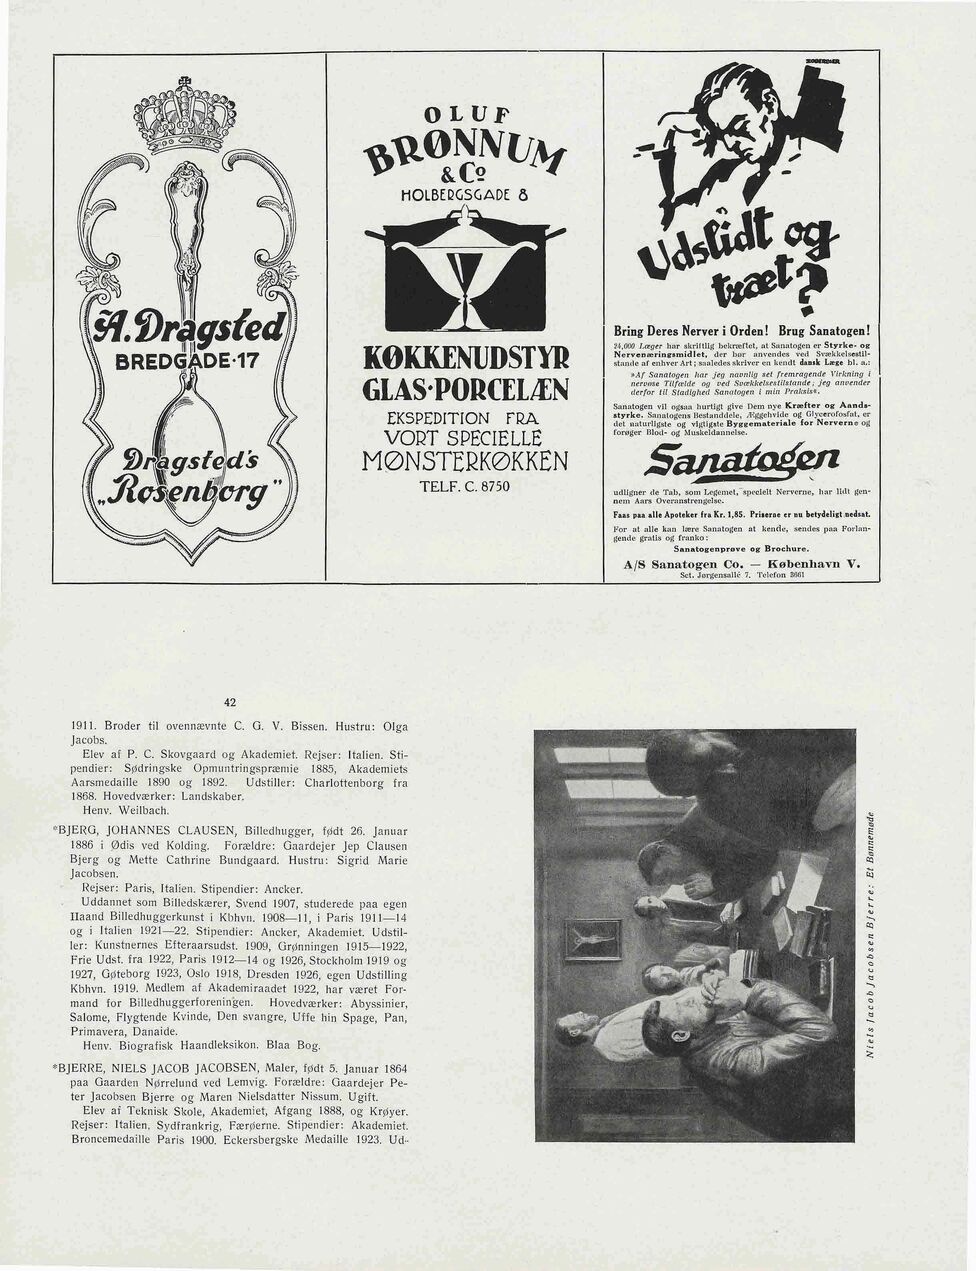 A. Dragsted
BREDGADE·17
Dragsted's
„Rosenborg"
OLUF
BRØNNUM
& Co
HOLBERGSGADE 8
KØKKENUDSTYR
GLAS·PORCELÆN
EKSPEDITION FRA
VORT SPECIELLE
MØNSTERKØKKEN
TELF. C. 8750
Udslidt og
træt?
Bring Deres Nerver i Orden! Brug Sanatogen!
24,000 Læger har skriftlig bekræftet, at Sanatogen er Styrke- og
Nervenæringsmidlet, der bør anvendes ved Svækkelsestil-
stande af enhver Art; saaledes skriver en kendt dansk Læge bl. a.:
»Af Sanatogen har jeg navnlig set fremragende Virkning i
nervøse Tilfælde og ved Svækkelsestilstande; jeg anvender
derfor til Stadighed Sanatogen i min Praksis«.
Sanatogen vil ogsaa hurtigt give Dem nye Kræfter og Aands-
styrke. Sanatogens Bestanddele, Æggehvide og Glycerofosfat, er
det naturligste og vigtigste Byggemateriale for Nerverne og
forøger Blod- og Muskeldannelse.
Sanatogen
udligner de Tab, som Legemet, specielt Nerverne, har lidt gen-
nem Aars Overanstrengelse.
Faas paa alle Apoteker fra Kr. 1,85. Priserne er nu betydeligt nedsat.
For at alle kan lære Sanatogen at kende, sendes paa Forlan-
gende gratis og franko:
Sanatogenprøve og Brochure.
A/S Sanatogen Co. — København V.
Sct. Jørgensallé 7. Telefon 3661
42
1911. Broder til ovennævnte C. G. V. Bissen. Hustru: Olga
Jacobs.
Elev af P. C. Skovgaard og Akademiet. Rejser: Italien. Sti-
pendier: Sødringske Opmuntringspræmie 1885, Akademiets
Aarsmedaille 1890 og 1892. Udstiller: Charlottenborg fra
1868. Hovedværker: Landskaber.
Henv. Weilbach.
*BJERG, JOHANNES CLAUSEN, Billedhugger, født 26. Januar
1886 i Ødis ved Kolding. Forældre: Gaardejer Jep Clausen
Bjerg og Mette Cathrine Bundgaard. Hustru: Sigrid Marie
Jacobsen.
Rejser: Paris, Italien. Stipendier: Ancker.
Uddannet som Billedskærer, Svend 1907, studerede paa egen
Haand Billedhuggerkunst i Kbhvn. 1908—11, i Paris 1911—14
og i Italien 1921—22. Stipendier: Ancker, Akademiet. Udstil-
ler: Kunstnernes Efteraarsudst. 1909, Grønningen 1915—1922,
Frie Udst. fra 1922, Paris 1912—14 og 1926, Stockholm 1919 og
1927, Gøteborg 1923, Oslo 1918, Dresden 1926, egen Udstilling
Kbhvn. 1919. Medlem af Akademiraadet 1922, har været For-
mand for Billedhuggerforeningen. Hovedværker: Abyssinier,
Salome, Flygtende Kvinde, Den svangre, Uffe hin Spage, Pan,
Primavera, Danaide.
Henv. Biografisk Haandleksikon. Blaa Bog.
*BJERRE, NIELS JACOB JACOBSEN, Maler, født 5. Januar 1864
paa Gaarden Nørrelund ved Lemvig. Forældre: Gaardejer Pe-
ter Jacobsen Bjerre og Maren Nielsdatter Nissum. Ugift.
Elev af Teknisk Skole, Akademiet, Afgang 1888, og Krøyer.
Rejser: Italien, Sydfrankrig, Færøerne. Stipendier: Akademiet.
Broncemedaille Paris 1900. Eckersbergske Medaille 1923. Ud-
Niels Jacob Jacobsen Bjerre: Et Bønnemøde